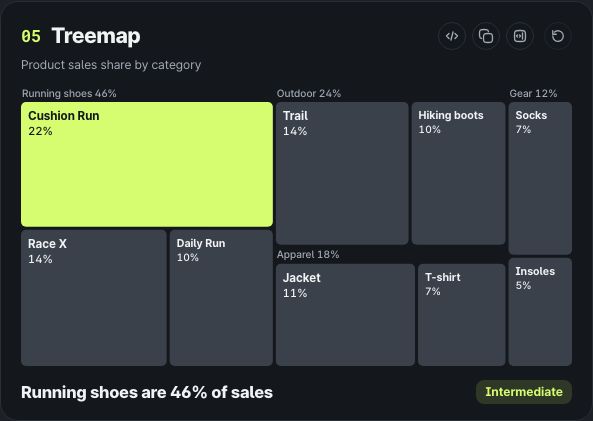 05 Treemap
Product sales share by category
Running shoes 46%
Cushion Run
22%
Race X
14%
Daily Run
10%
Outdoor 24%
Trail
14%
Hiking boots
10%
Apparel 18%
Jacket
11%
T-shirt
7%
Gear 12%
Socks
7%
Insoles
5%
Running shoes are 46% of sales
Intermediate